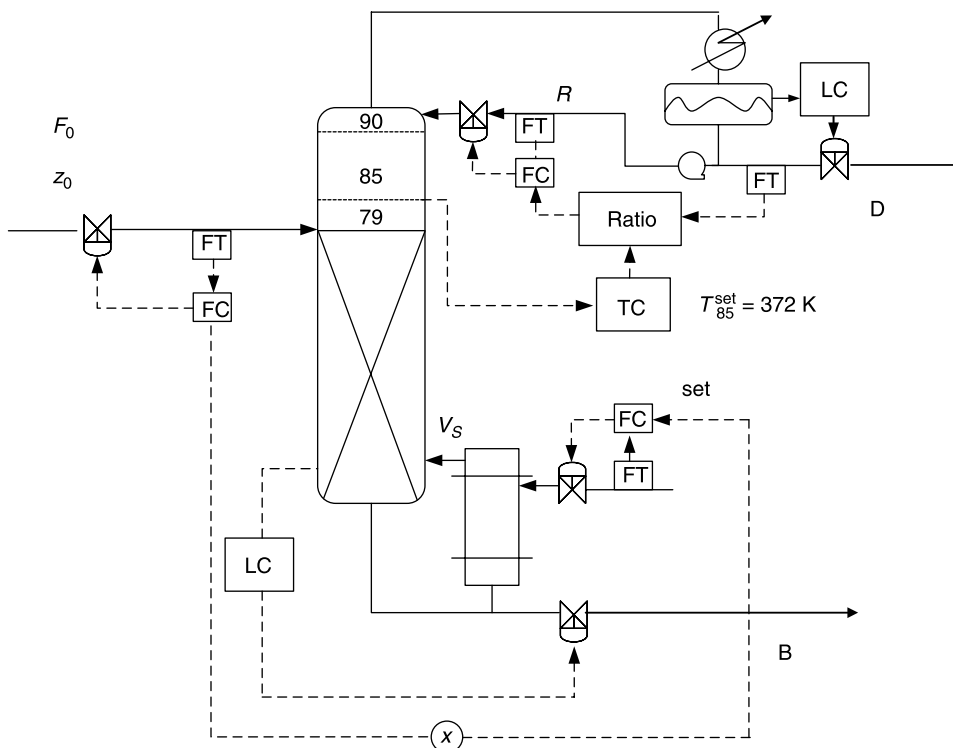 LC
R
90
FT
F₀
FC
85
z₀
FT
D
Ratio
79
FT
TC
T₈₅ˢᵉᵗ = 372 K
FC
set
FC
V_S
FT
LC
B
x